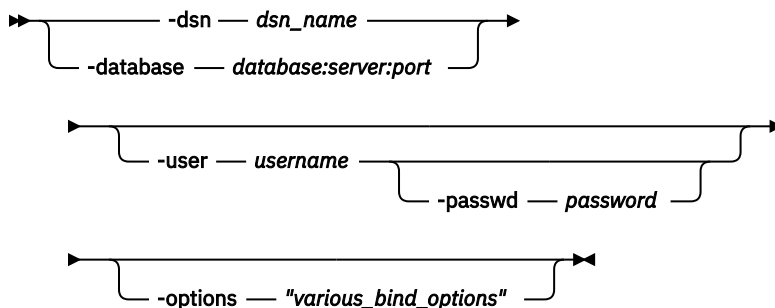 -dsn dsn_name
-database database:server:port
-user username
-passwd password
-options "various_bind_options"